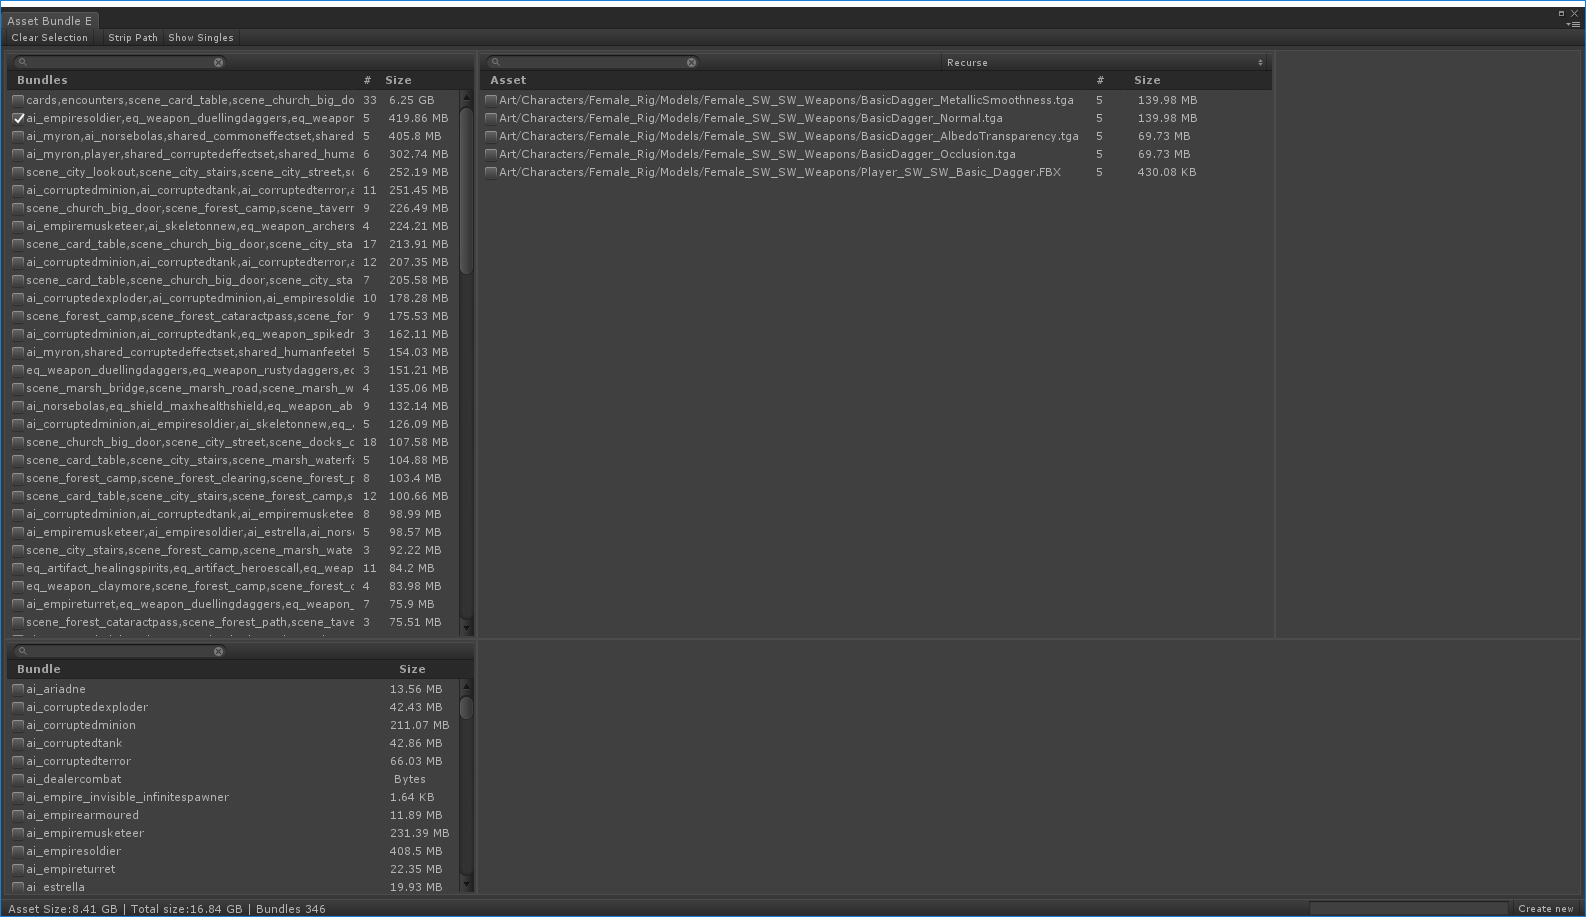 Asset Bundle E
Clear Selection Strip Path Show Singles
Bundles # Size
cards,encounters,scene_card_table,scene_church_big_do 33 6.25 GB
ai_empiresoldier,eq_weapon_duellingdaggers,eq_weapon 5 419.86 MB
ai_myron,ai_norsebolas,shared_commoneffectset,shared 5 405.8 MB
ai_myron,player,shared_corruptedeffectset,shared_huma 6 302.74 MB
scene_city_lookout,scene_city_stairs,scene_city_street,sc 6 252.19 MB
ai_corruptedminion,ai_corruptedtank,ai_corruptedterror,a 11 251.45 MB
scene_church_big_door,scene_forest_camp,scene_tavern 9 226.49 MB
ai_empiremusketeer,ai_skeletonnew,eq_weapon_archers 4 224.21 MB
scene_card_table,scene_church_big_door,scene_city_sta 17 213.91 MB
ai_corruptedminion,ai_corruptedtank,ai_corruptedterror,a 12 207.35 MB
scene_card_table,scene_church_big_door,scene_city_sta 7 205.58 MB
ai_corruptedexploder,ai_corruptedminion,ai_empiresoldie 10 178.28 MB
scene_forest_camp,scene_forest_cataractpass,scene_for 9 175.53 MB
ai_corruptedminion,ai_corruptedtank,eq_weapon_spikedr 3 162.11 MB
ai_myron,shared_corruptedeffectset,shared_humanfeetef 5 154.03 MB
eq_weapon_duellingdaggers,eq_weapon_rustydaggers,ec 3 151.21 MB
scene_marsh_bridge,scene_marsh_road,scene_marsh_w 4 135.06 MB
ai_norsebolas,eq_shield_maxhealthshield,eq_weapon_ab 9 132.14 MB
ai_corruptedminion,ai_empiresoldier,ai_skeletonnew,eq_ 5 126.09 MB
scene_church_big_door,scene_city_street,scene_docks_c 18 107.58 MB
scene_card_table,scene_city_stairs,scene_marsh_waterfa 5 104.88 MB
scene_forest_camp,scene_forest_clearing,scene_forest_p 8 103.4 MB
scene_card_table,scene_city_stairs,scene_forest_camp,s 12 100.66 MB
ai_corruptedminion,ai_corruptedtank,ai_empiremusketee 8 98.99 MB
ai_empiremusketeer,ai_empiresoldier,ai_estrella,ai_nors 5 98.57 MB
scene_city_stairs,scene_forest_camp,scene_marsh_wate 3 92.22 MB
eq_artifact_healingspirits,eq_artifact_heroescall,eq_weap 11 84.2 MB
eq_weapon_claymore,scene_forest_camp,scene_forest_c 4 83.98 MB
ai_empireturret,eq_weapon_duellingdaggers,eq_weapon_ 7 75.9 MB
scene_forest_cataractpass,scene_forest_path,scene_tave 3 75.51 MB
Recurse
Asset # Size
Art/Characters/Female_Rig/Models/Female_SW_SW_Weapons/BasicDagger_MetallicSmoothness.tga 5 139.98 MB
Art/Characters/Female_Rig/Models/Female_SW_SW_Weapons/BasicDagger_Normal.tga 5 139.98 MB
Art/Characters/Female_Rig/Models/Female_SW_SW_Weapons/BasicDagger_AlbedoTransparency.tga 5 69.73 MB
Art/Characters/Female_Rig/Models/Female_SW_SW_Weapons/BasicDagger_Occlusion.tga 5 69.73 MB
Art/Characters/Female_Rig/Models/Female_SW_SW_Weapons/Player_SW_SW_Basic_Dagger.FBX 5 430.08 KB
Bundle Size
ai_ariadne 13.56 MB
ai_corruptedexploder 42.43 MB
ai_corruptedminion 211.07 MB
ai_corruptedtank 42.86 MB
ai_corruptedterror 66.03 MB
ai_dealercombat Bytes
ai_empire_invisible_infinitespawner 1.64 KB
ai_empirearmoured 11.89 MB
ai_empiremusketeer 231.39 MB
ai_empiresoldier 408.5 MB
ai_empireturret 22.35 MB
ai_estrella 19.93 MB
Asset Size:8.41 GB | Total size:16.84 GB | Bundles 346
Create new